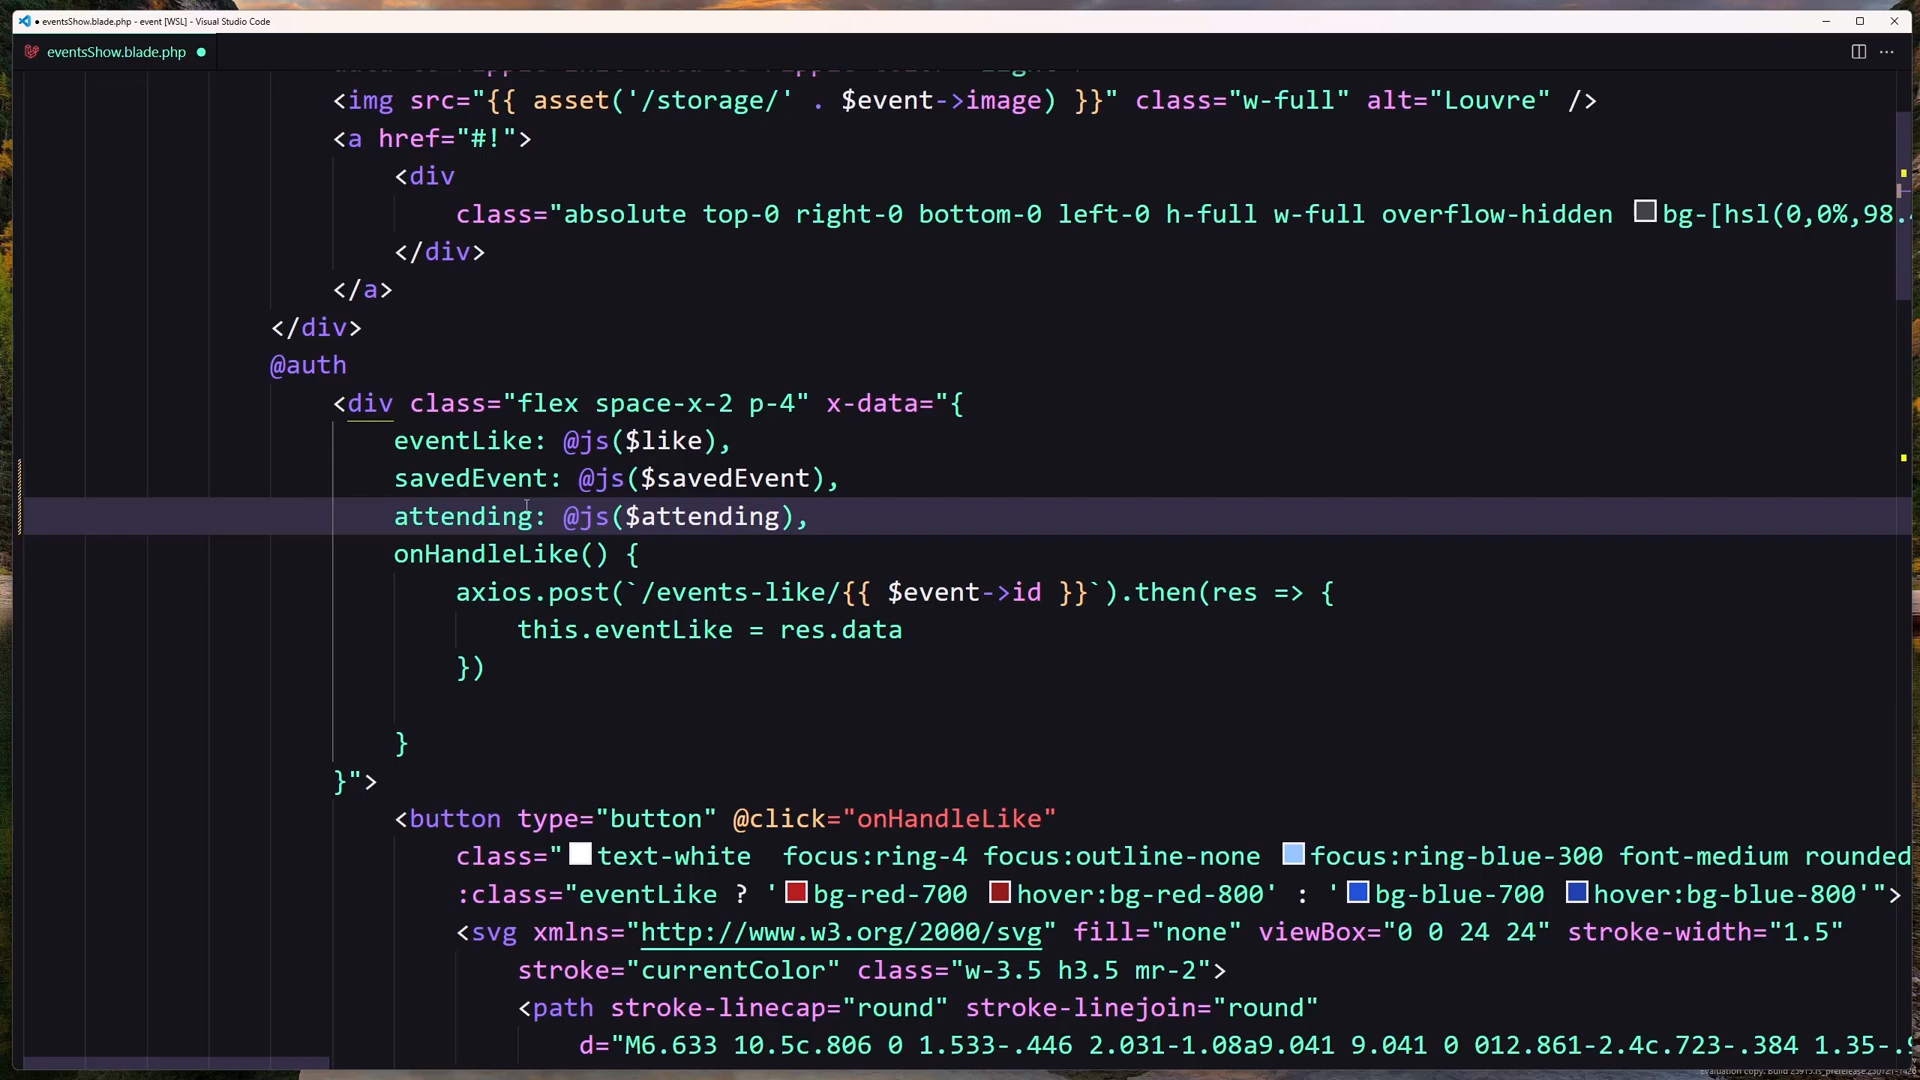 eventsShow.blade.php - event [WSL] - Visual Studio Code
eventsShow.blade.php
<img src="{{ asset('/storage/' . $event->image) }}" class="w-full" alt="Louvre" />
<a href="#!">
<div
class="absolute top-0 right-0 bottom-0 left-0 h-full w-full overflow-hidden bg-[hsl(0,0%,98.4
</div>
</a>
</div>
@auth
<div class="flex space-x-2 p-4" x-data="{
eventLike: @js($like),
savedEvent: @js($savedEvent),
attending: @js($attending),
onHandleLike() {
axios.post(`/events-like/{{ $event->id }}`).then(res => {
this.eventLike = res.data
})
}
}">
<button type="button" @click="onHandleLike"
class="text-white  focus:ring-4 focus:outline-none focus:ring-blue-300 font-medium rounded
:class="eventLike ? 'bg-red-700 hover:bg-red-800' : 'bg-blue-700 hover:bg-blue-800'">
<svg xmlns="http://www.w3.org/2000/svg" fill="none" viewBox="0 0 24 24" stroke-width="1.5"
stroke="currentColor" class="w-3.5 h3.5 mr-2">
<path stroke-linecap="round" stroke-linejoin="round"
d="M6.633 10.5c.806 0 1.533-.446 2.031-1.08a9.041 9.041 0 012.861-2.4c.723-.384 1.35-.